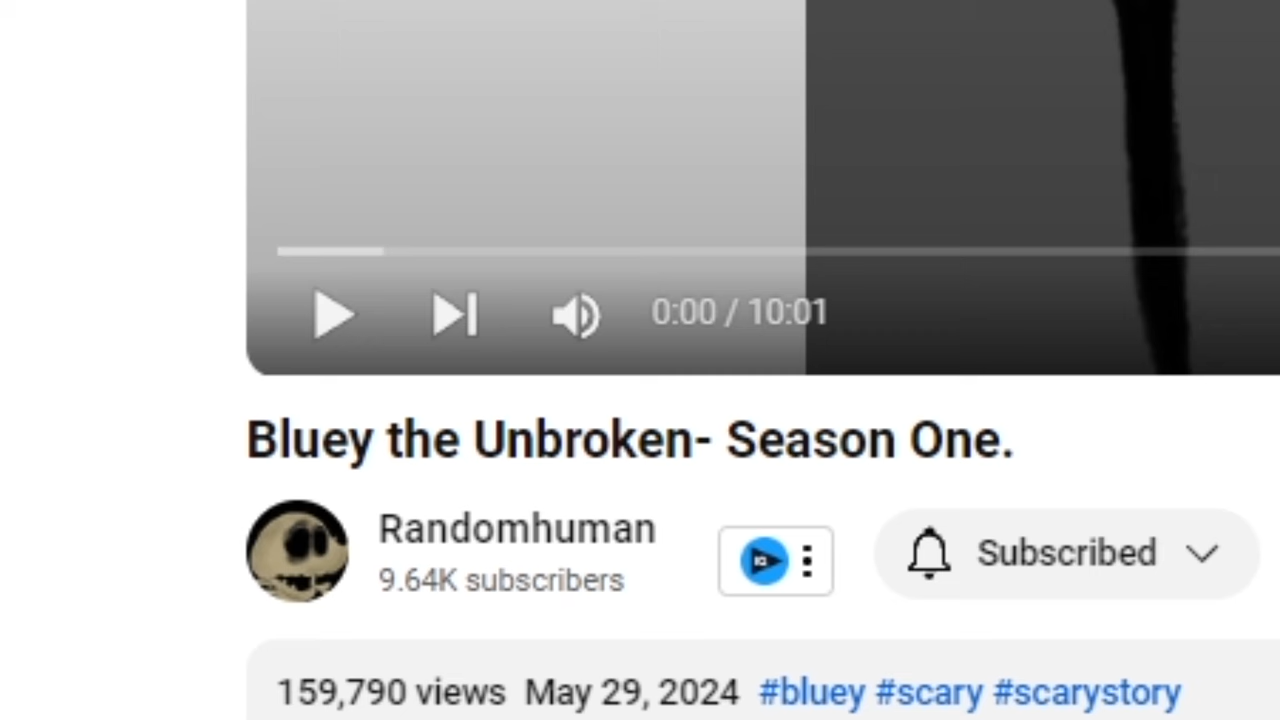 0:00 / 10:01
Bluey the Unbroken- Season One.
Randomhuman
9.64K subscribers
Subscribed
159,790 views May 29, 2024 #bluey #scary #scarystory